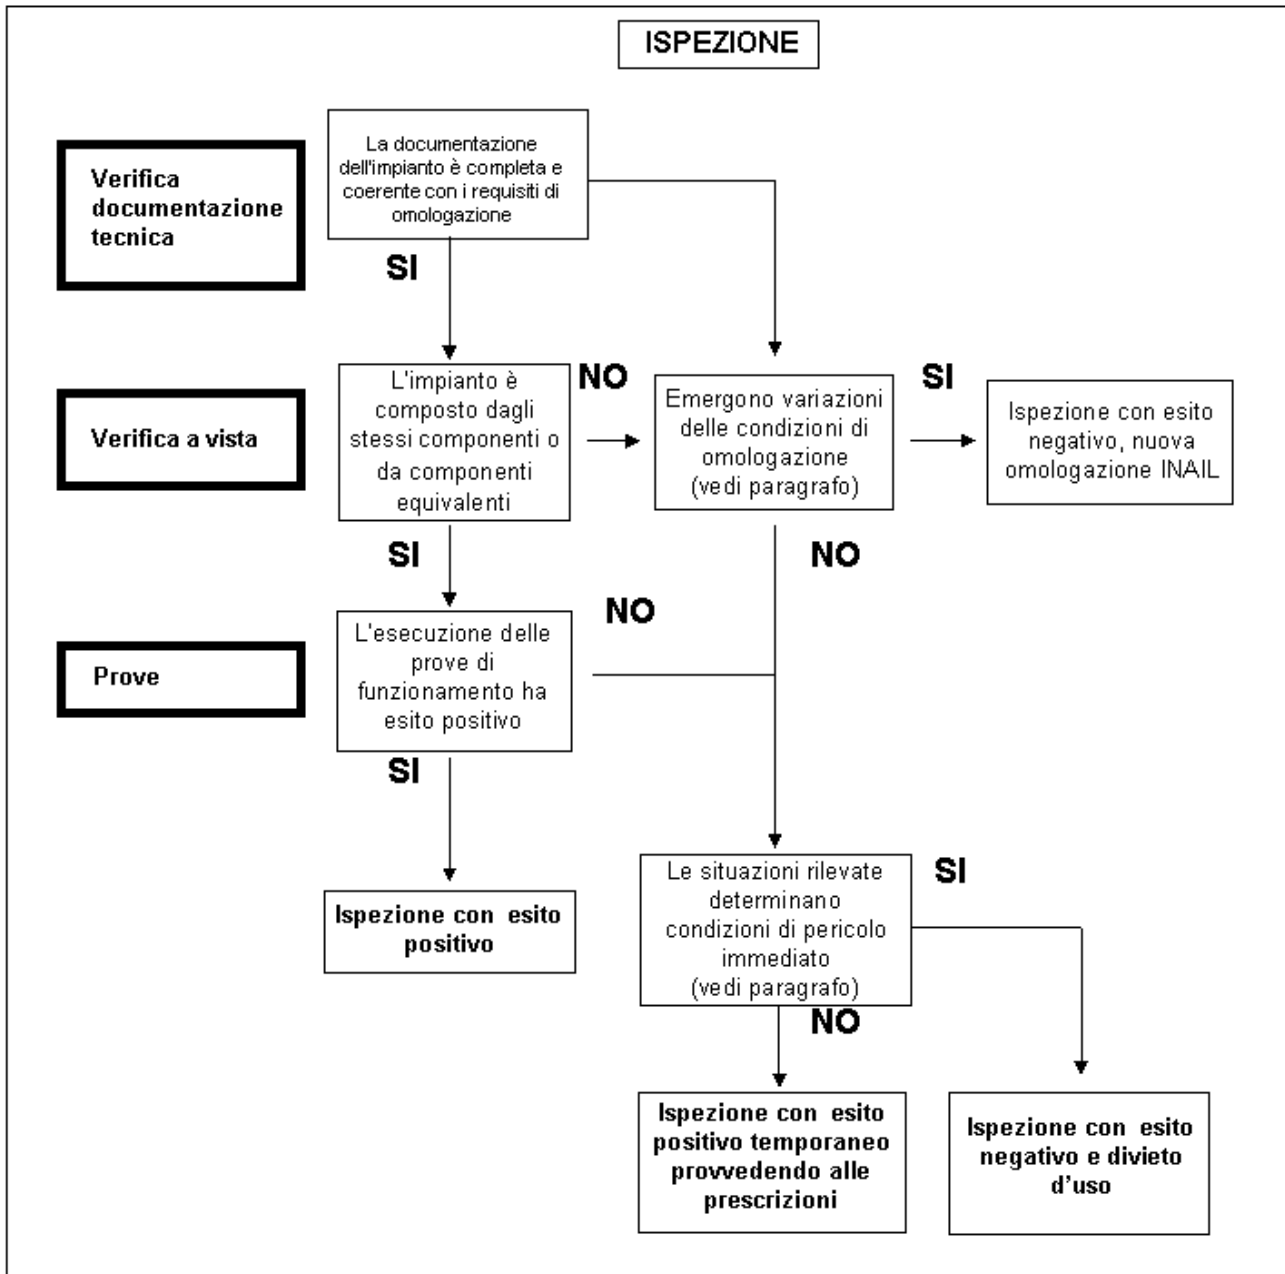 ISPEZIONE
La documentazione
dell'impianto è completa e
coerente con i requisiti di
omologazione
Verifica
documentazione
tecnica
SI
L'impianto è
composto dagli
stessi componenti o
da componenti
equivalenti
NO
Emergono variazioni
delle condizioni di
omologazione
(vedi paragrafo)
SI
Ispezione con esito
negativo, nuova
omologazione INAIL
Verifica a vista
SI
NO
L'esecuzione delle
prove di
funzionamento ha
esito positivo
NO
Prove
SI
Ispezione con esito
positivo
Le situazioni rilevate
determinano
condizioni di pericolo
immediato
(vedi paragrafo)
SI
NO
Ispezione con esito
positivo temporaneo
provvedendo alle
prescrizioni
Ispezione con esito
negativo e divieto
d'uso